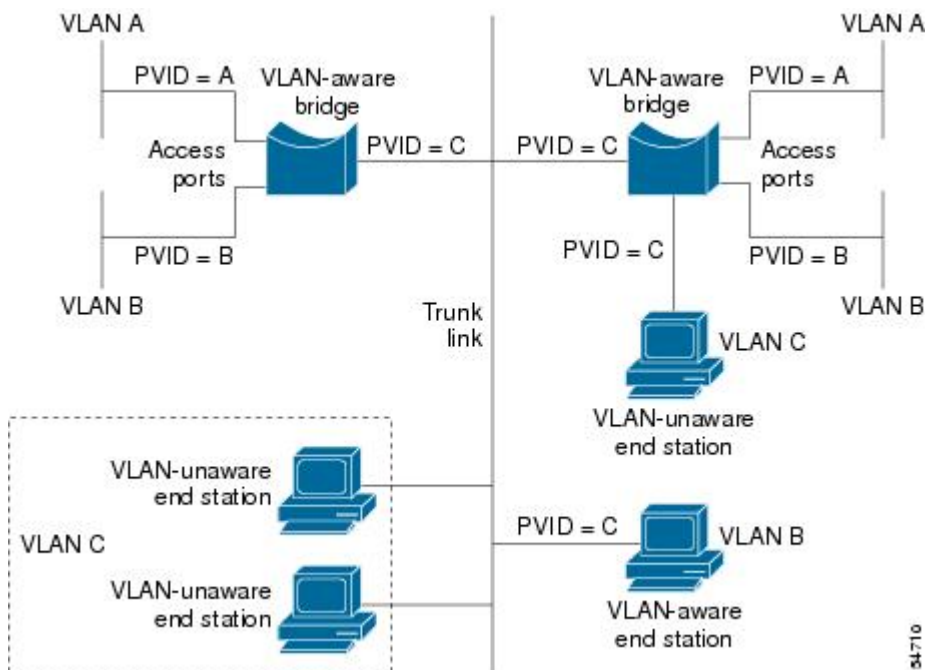 VLAN A
VLAN A
PVID = A
VLAN-aware
bridge
VLAN-aware
bridge
PVID = A
Access
ports
PVID = C
PVID = C
Access
ports
PVID = B
PVID = C
PVID = B
VLAN B
Trunk
link
VLAN B
VLAN C
VLAN-unaware
end station
VLAN-unaware
end station
VLAN C
PVID = C
VLAN B
VLAN-unaware
end station
VLAN-aware
end station
54710